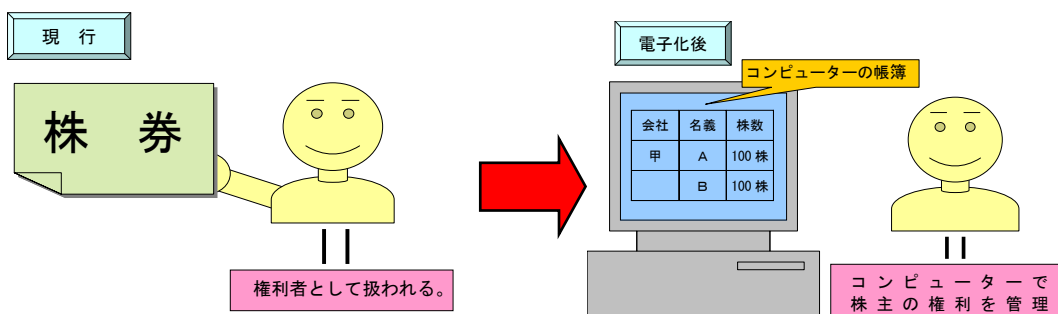 現 行
株 券
権利者として扱われる。
電子化後
コンピューターの帳簿
会社 名義 株数
甲 A 100 株
B 100 株
コンピューターで
株主の権利を管理